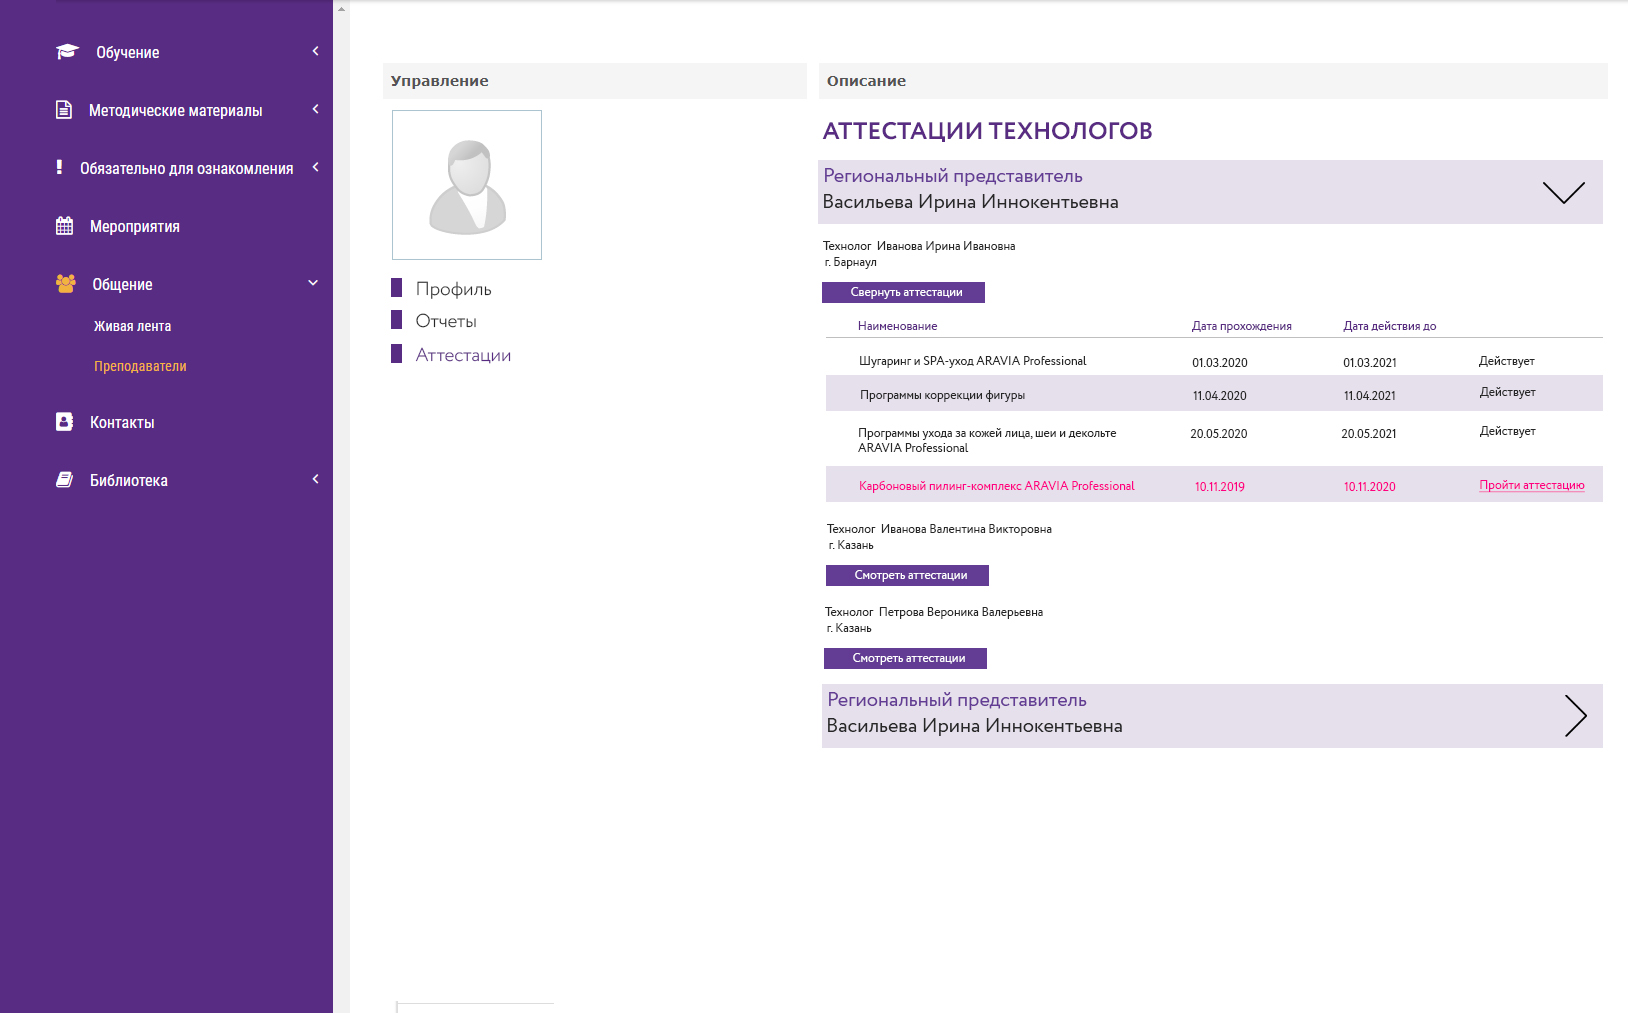 Обучение
Методические материалы
Обязательно для ознакомления
Мероприятия
Общение
Живая лента
Преподаватели
Контакты
Библиотека
Управление
Профиль
Отчеты
Аттестации
Описание
АТТЕСТАЦИИ ТЕХНОЛОГОВ
Региональный представитель
Васильева Ирина Иннокентьевна
Технолог Иванова Ирина Ивановна
г. Барнаул
Свернуть аттестации
Наименование Дата прохождения Дата действия до
Шугаринг и SPA-уход ARAVIA Professional 01.03.2020 01.03.2021 Действует
Программы коррекции фигуры 11.04.2020 11.04.2021 Действует
Программы ухода за кожей лица, шеи и декольте 20.05.2020 20.05.2021 Действует
ARAVIA Professional
Карбоновый пилинг-комплекс ARAVIA Professional 10.11.2019 10.11.2020 Пройти аттестацию
Технолог Иванова Валентина Викторовна
г. Казань
Смотреть аттестации
Технолог Петрова Вероника Валерьевна
г. Казань
Смотреть аттестации
Региональный представитель
Васильева Ирина Иннокентьевна